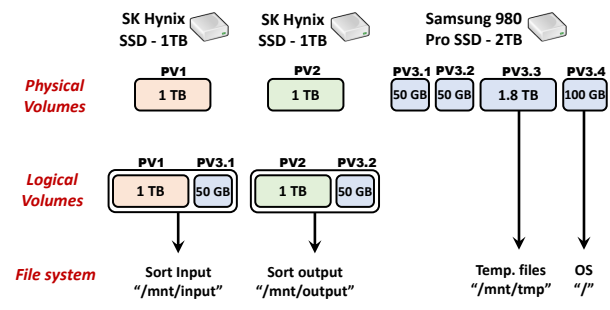 SK Hynix
SSD - 1TB
SK Hynix
SSD - 1TB
Samsung 980
Pro SSD - 2TB
Physical
Volumes
PV1
1 TB
PV2
1 TB
PV3.1
50 GB
PV3.2
50 GB
PV3.3
1.8 TB
PV3.4
100 GB
Logical
Volumes
PV1
1 TB
PV3.1
50 GB
PV2
1 TB
PV3.2
50 GB
File system
Sort Input
“/mnt/input”
Sort output
“/mnt/output”
Temp. files
“/mnt/tmp”
OS
“/”